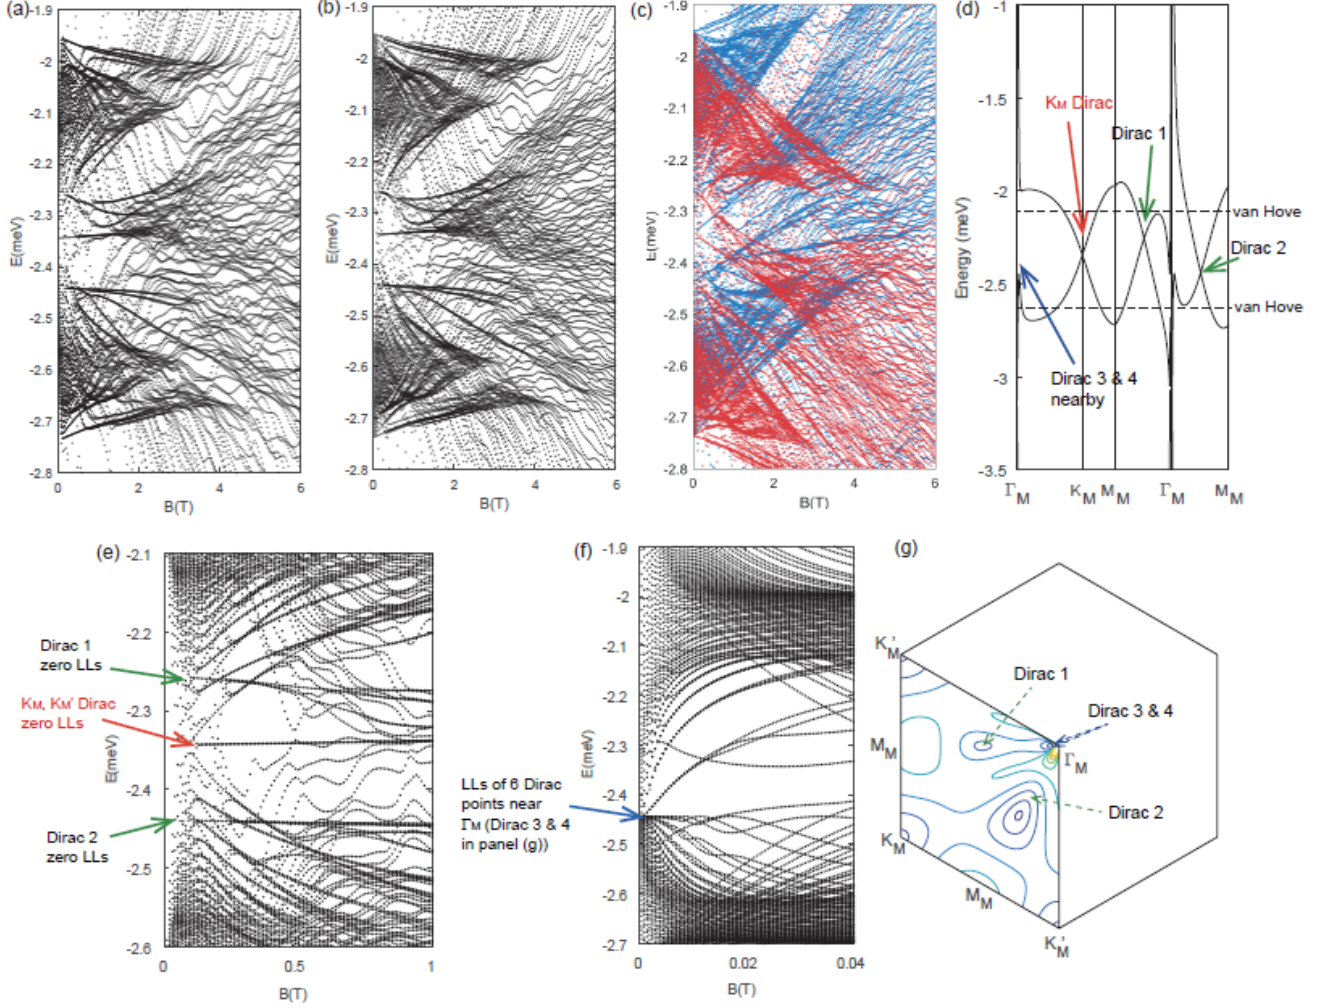 (a)
-1.9
-2
-2.1
-2.2
-2.3
-2.4
-2.5
-2.6
-2.7
-2.8
E(meV)
0
2
4
6
B(T)
(b)
-1.9
-2
-2.1
-2.2
-2.3
-2.4
-2.5
-2.6
-2.7
-2.8
E(meV)
0
2
4
6
B(T)
(c)
-1.9
-2
-2.1
-2.2
-2.3
-2.4
-2.5
-2.6
-2.7
-2.8
E(meV)
0
2
4
6
B(T)
(d)
-1
-1.5
-2
-2.5
-3
-3.5
Energy (meV)
KM Dirac
Dirac 1
van Hove
Dirac 2
van Hove
Dirac 3 & 4
nearby
ΓM
KM
MM
ΓM
MM
(e)
-2.1
-2.2
-2.3
-2.4
-2.5
-2.6
E(meV)
Dirac 1
zero LLs
KM, KM' Dirac
zero LLs
Dirac 2
zero LLs
0
0.5
1
B(T)
(f)
-1.9
-2
-2.1
-2.2
-2.3
-2.4
-2.5
-2.6
-2.7
E(meV)
LLs of 6 Dirac
points near
ΓM (Dirac 3 & 4
in panel (g))
0
0.02
0.04
B(T)
(g)
K'M
Dirac 1
Dirac 3 & 4
MM
ΓM
Dirac 2
KM
MM
K'M